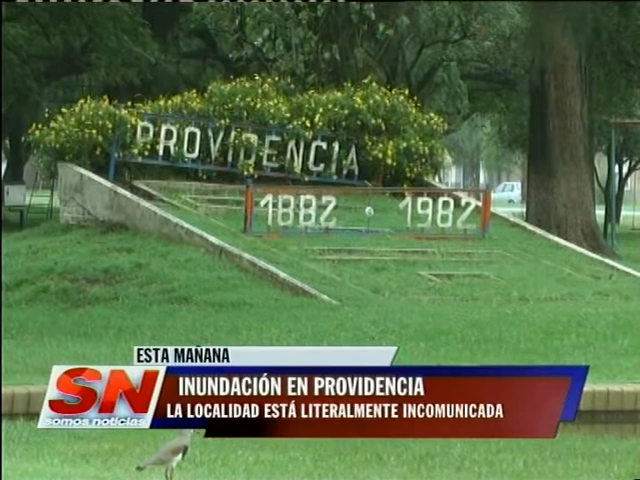 PROVIDENCIA
1882 - 1982
ESTA MAÑANA
SN
somos noticias
INUNDACIÓN EN PROVIDENCIA
LA LOCALIDAD ESTÁ LITERALMENTE INCOMUNICADA